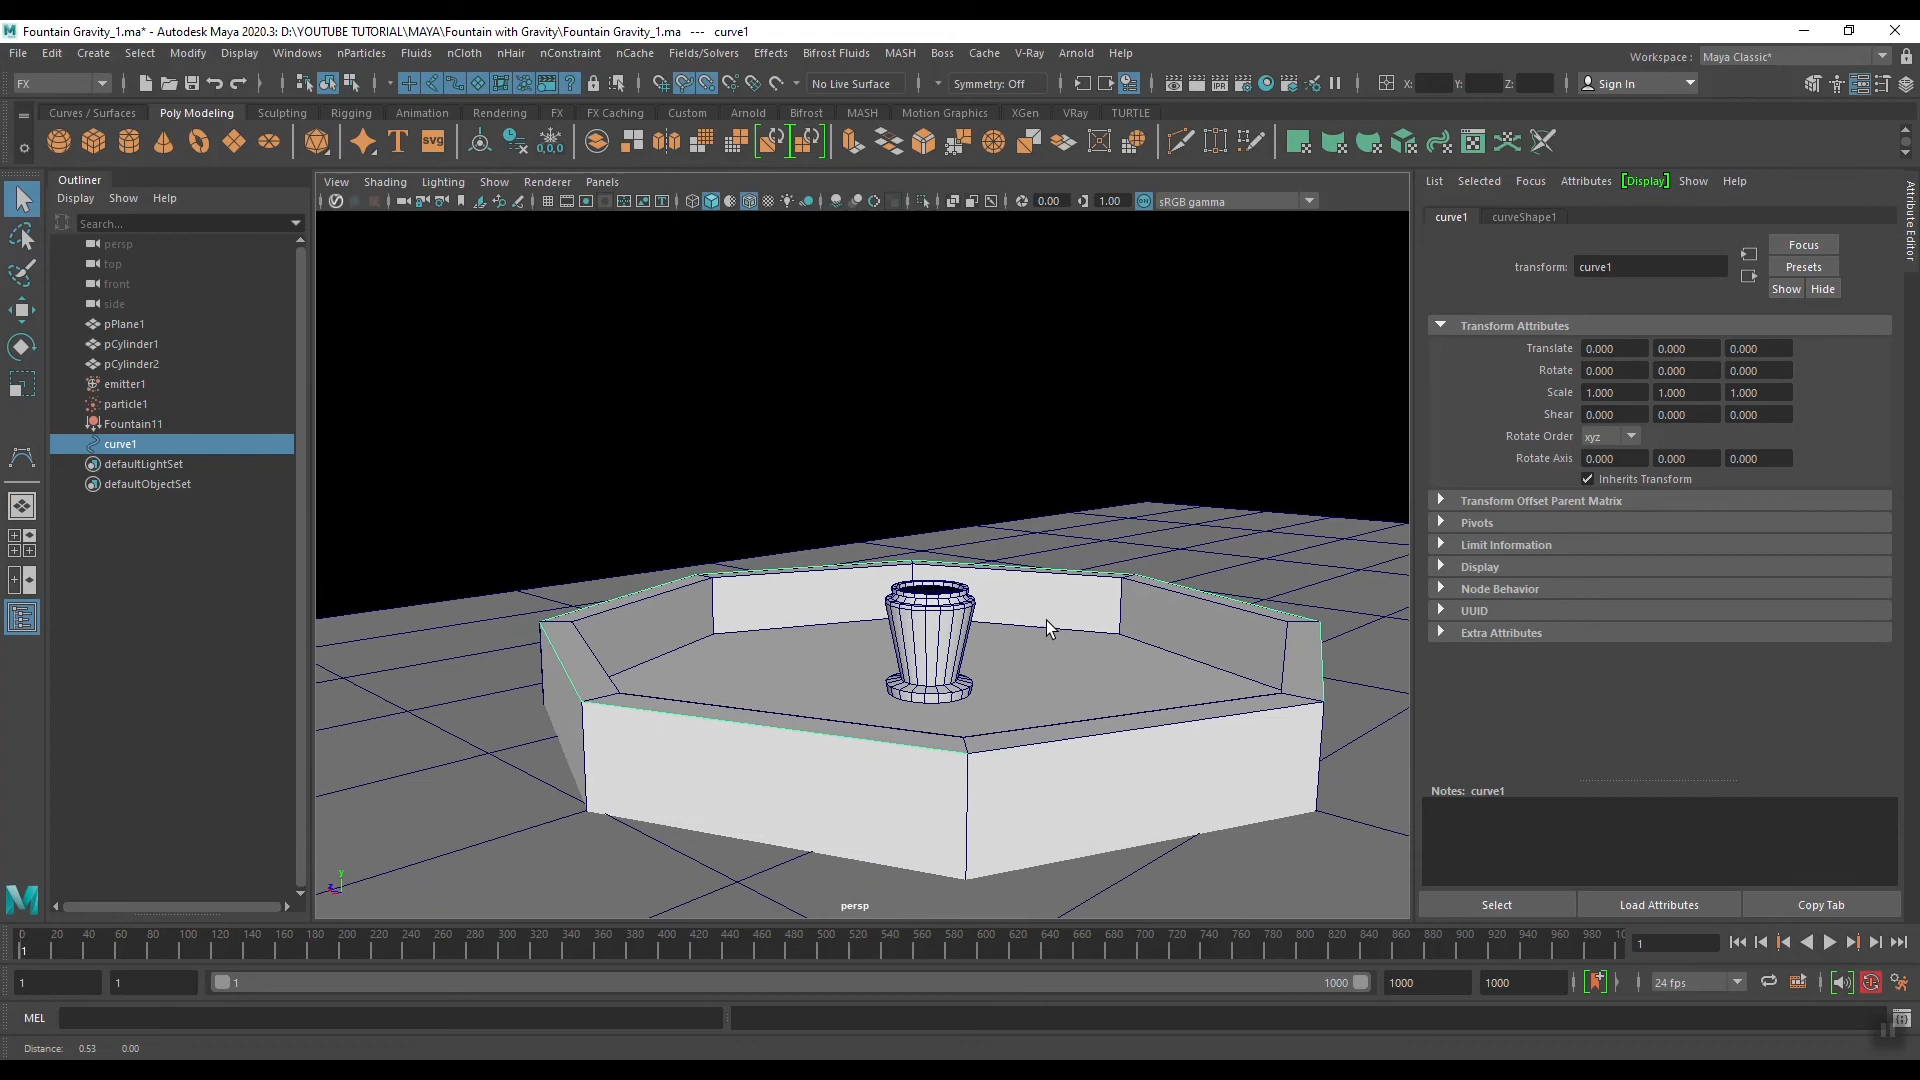 Fountain Gravity_1.ma* - Autodesk Maya 2020.3: D:\YOUTUBE TUTORIAL\MAYA\Fountain with Gravity\Fountain Gravity_1.ma --- curve1
File Edit Create Select Modify Display Windows nParticles Fluids nCloth nHair nConstraint nCache Fields/Solvers Effects Bifrost Fluids MASH Boss Cache V-Ray Arnold Help
Workspace : Maya Classic*
FX No Live Surface Symmetry: Off X: Y: Z: Sign In
Curves / Surfaces Poly Modeling Sculpting Rigging Animation Rendering FX FX Caching Custom Arnold Bifrost MASH Motion Graphics XGen VRay TURTLE
T svg 0,0,0 IPR
Outliner
Display Show Help
Search...
persp
top
front
side
pPlane1
pCylinder1
pCylinder2
emitter1
particle1
Fountain11
curve1
defaultLightSet
defaultObjectSet
View Shading Lighting Show Renderer Panels
0.00 1.00 ON sRGB gamma
persp
y
z
List Selected Focus Attributes Display Show Help
curve1 curveShape1
Focus
transform: curve1
Presets
Show Hide
Transform Attributes
Translate 0.000 0.000 0.000
Rotate 0.000 0.000 0.000
Scale 1.000 1.000 1.000
Shear 0.000 0.000 0.000
Rotate Order xyz
Rotate Axis 0.000 0.000 0.000
Inherits Transform
Transform Offset Parent Matrix
Pivots
Limit Information
Display
Node Behavior
UUID
Extra Attributes
Notes: curve1
Select Load Attributes Copy Tab
Attribute Editor
0 20 40 60 80 100 120 140 160 180 200 220 240 260 280 300 320 340 360 380 400 420 440 460 480 500 520 540 560 580 600 620 640 660 680 700 720 740 760 780 800 820 840 860 880 900 920 940 960 980 10
1 1
1 1 1 1000 1000 1000 24 fps
MEL
Distance: 0.53 0.00